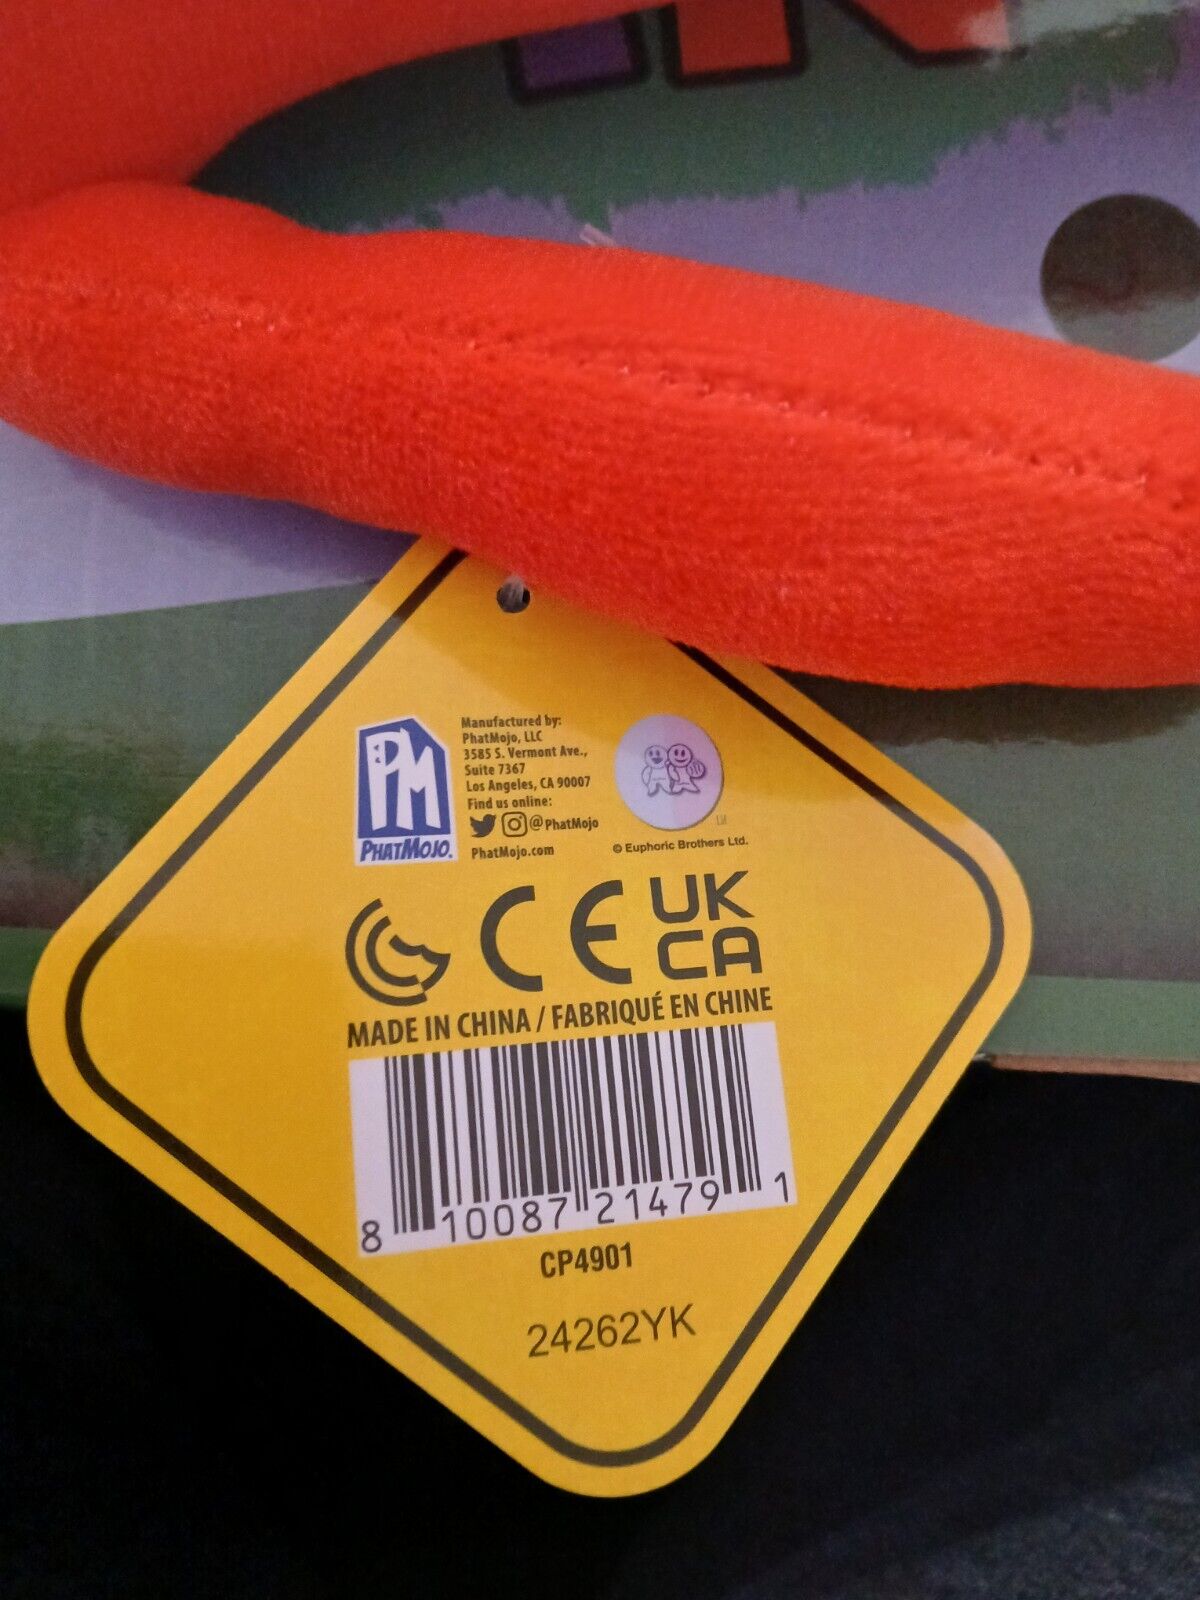 PM
PHATMOJO.
Manufactured by:
PhatMojo, LLC
3585 S. Vermont Ave.,
Suite 7367
Los Angeles, CA 90007
Find us online:
@PhatMojo
PhatMojo.com
© Euphoric Brothers Ltd.
CE
UK
CA
MADE IN CHINA / FABRIQUÉ EN CHINE
8 10087 21479 1
CP4901
24262YK